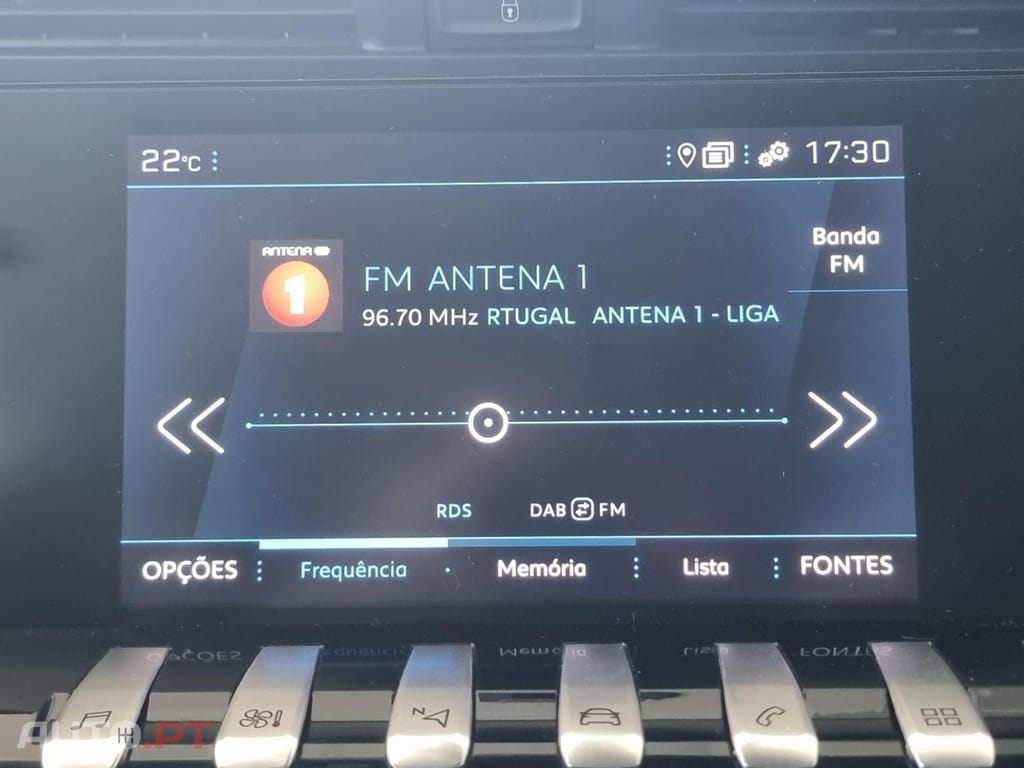 22°C
17:30
Banda
FM
ANTENA
1
FM ANTENA 1
96.70 MHz RTUGAL ANTENA 1 - LIGA
RDS
DAB FM
OPÇÕES
Frequência
Memória
Lista
FONTES
N
AUTO.PT